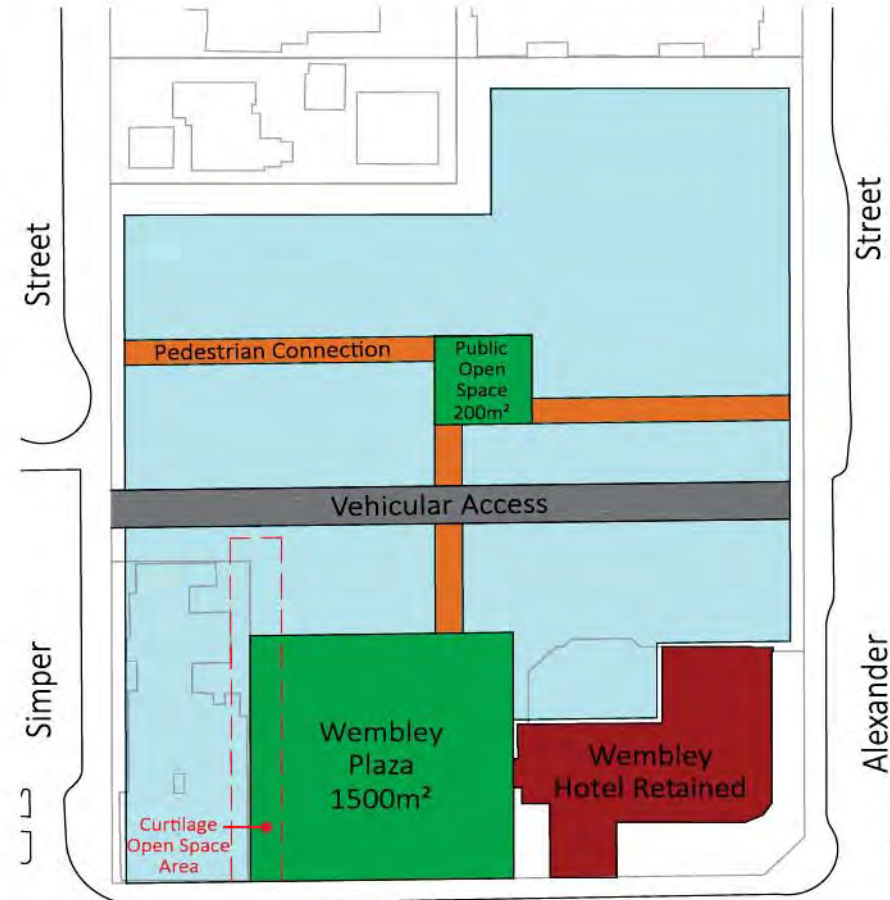 Street
Street
Pedestrian Connection
Public
Open
Space
200m²
Vehicular Access
Simper
Alexander
Wembley
Plaza
1500m²
Wembley
Hotel Retained
Curtilage
Open Space
Area